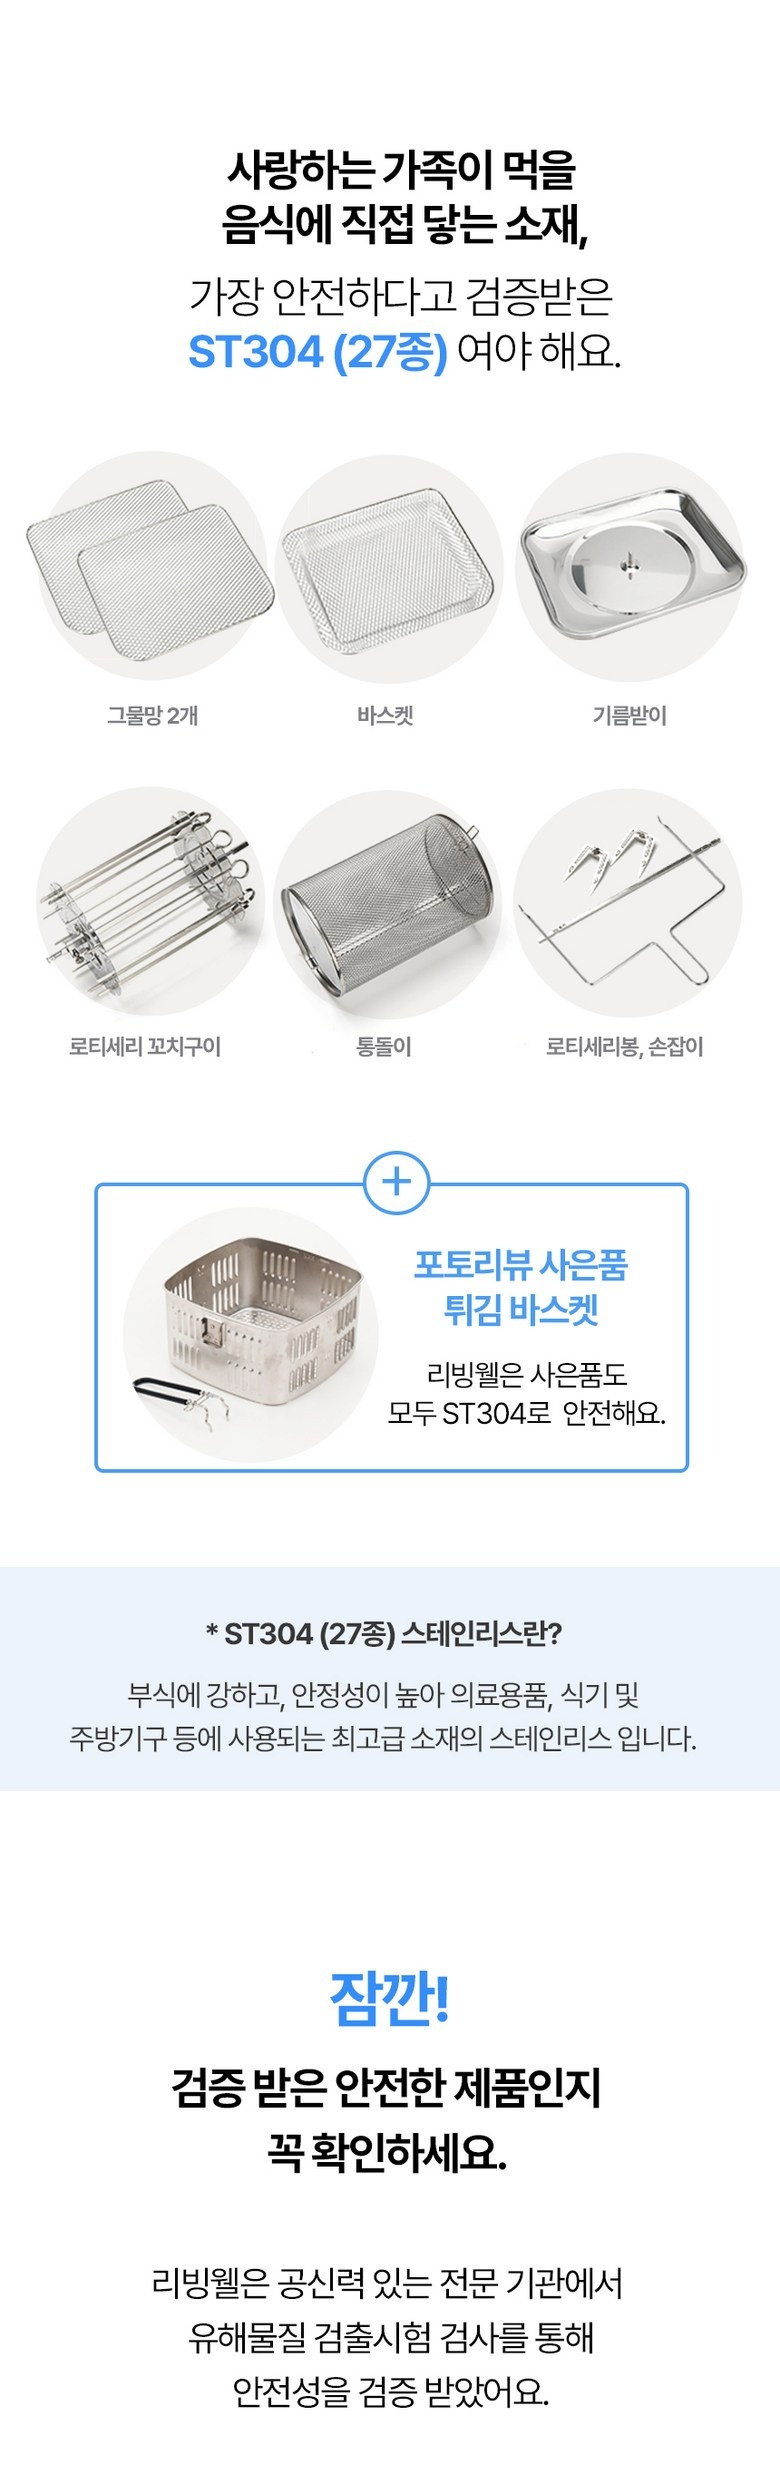 사랑하는 가족이 먹을
음식에 직접 닿는 소재,
가장 안전하다고 검증받은
ST304 (27종) 여야 해요.
그물망 2개
바스켓
기름받이
로티세리 꼬치구이
통돌이
로티세리봉, 손잡이
+
포토리뷰 사은품
튀김 바스켓
리빙웰은 사은품도
모두 ST304로 안전해요.
* ST304 (27종) 스테인리스란?
부식에 강하고, 안정성이 높아 의료용품, 식기 및
주방기구 등에 사용되는 최고급 소재의 스테인리스 입니다.
잠깐!
검증 받은 안전한 제품인지
꼭 확인하세요.
리빙웰은 공신력 있는 전문 기관에서
유해물질 검출시험 검사를 통해
안전성을 검증 받았어요.